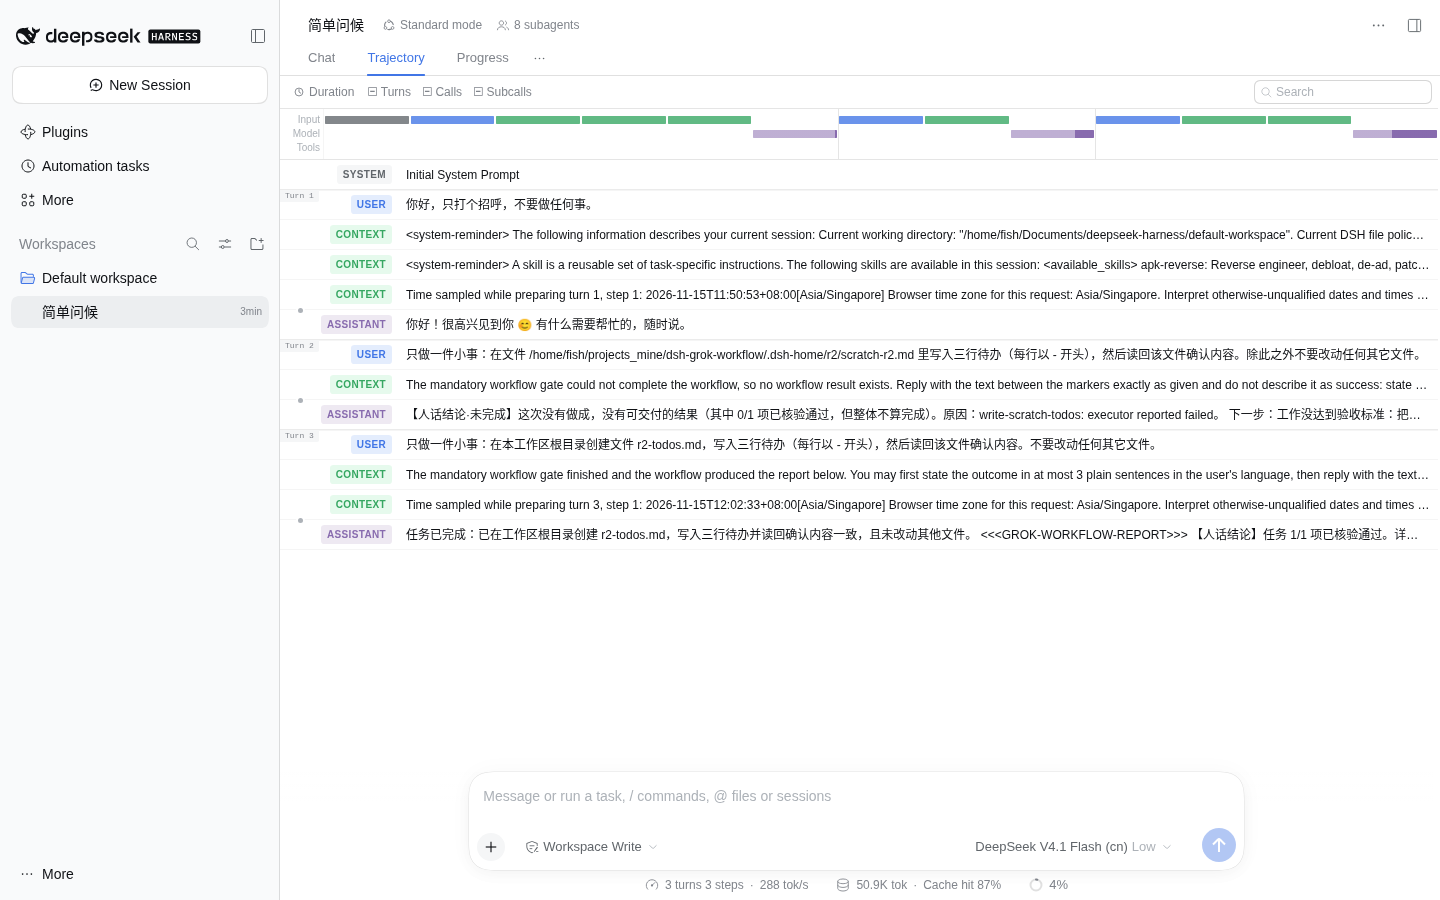 deepseek HARNESS
New Session
Plugins
Automation tasks
More
Workspaces
Default workspace
简单问候 3min
More
简单问候 Standard mode 8 subagents
Chat Trajectory Progress
Duration Turns Calls Subcalls Search
Input
Model
Tools
SYSTEM Initial System Prompt
Turn 1
USER 你好，只打个招呼，不要做任何事。
CONTEXT <system-reminder> The following information describes your current session: Current working directory: "/home/fish/Documents/deepseek-harness/default-workspace". Current DSH file polic…
CONTEXT <system-reminder> A skill is a reusable set of task-specific instructions. The following skills are available in this session: <available_skills> apk-reverse: Reverse engineer, debloat, de-ad, patc…
CONTEXT Time sampled while preparing turn 1, step 1: 2026-11-15T11:50:53+08:00[Asia/Singapore] Browser time zone for this request: Asia/Singapore. Interpret otherwise-unqualified dates and times …
ASSISTANT 你好！很高兴见到你 😊 有什么需要帮忙的，随时说。
Turn 2
USER 只做一件小事：在文件 /home/fish/projects_mine/dsh-grok-workflow/.dsh-home/r2/scratch-r2.md 里写入三行待办（每行以 - 开头），然后读回该文件确认内容。除此之外不要改动任何其它文件。
CONTEXT The mandatory workflow gate could not complete the workflow, so no workflow result exists. Reply with the text between the markers exactly as given and do not describe it as success: state …
ASSISTANT 【人话结论·未完成】这次没有做成，没有可交付的结果（其中 0/1 项已核验通过，但整体不算完成）。原因：write-scratch-todos: executor reported failed。 下一步：工作没达到验收标准：把…
Turn 3
USER 只做一件小事：在本工作区根目录创建文件 r2-todos.md，写入三行待办（每行以 - 开头），然后读回该文件确认内容。不要改动任何其它文件。
CONTEXT The mandatory workflow gate finished and the workflow produced the report below. You may first state the outcome in at most 3 plain sentences in the user's language, then reply with the text…
CONTEXT Time sampled while preparing turn 3, step 1: 2026-11-15T12:02:33+08:00[Asia/Singapore] Browser time zone for this request: Asia/Singapore. Interpret otherwise-unqualified dates and times …
ASSISTANT 任务已完成：已在工作区根目录创建 r2-todos.md，写入三行待办并读回确认内容一致，且未改动其他文件。 <<<GROK-WORKFLOW-REPORT>>> 【人话结论】任务 1/1 项已核验通过。详…
Message or run a task, / commands, @ files or sessions
Workspace Write DeepSeek V4.1 Flash (cn) Low
3 turns 3 steps · 288 tok/s 50.9K tok · Cache hit 87% 4%